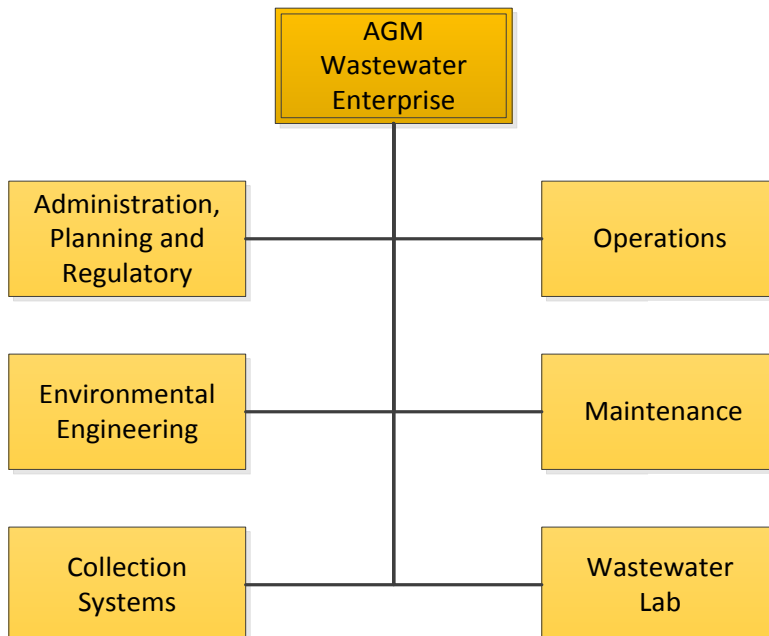 AGM
Wastewater
Enterprise
Administration,
Planning and
Regulatory
Operations
Environmental
Engineering
Maintenance
Collection
Systems
Wastewater
Lab